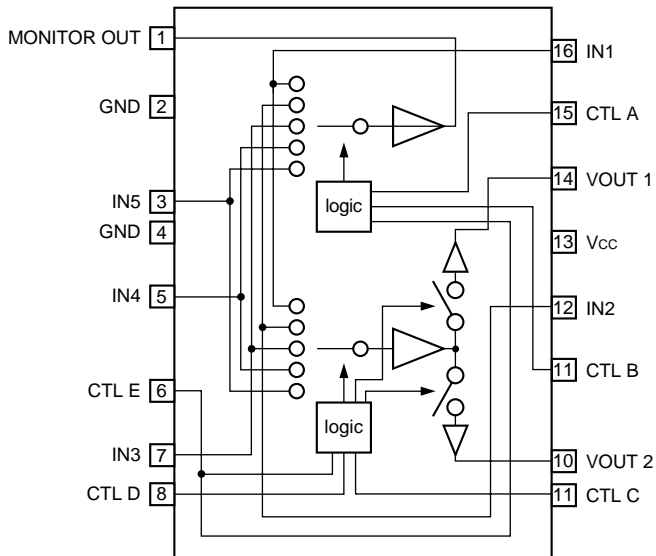 MONITOR OUT 1
GND 2
IN5 3
GND 4
IN4 5
CTL E 6
IN3 7
CTL D 8
logic
logic
16 IN1
15 CTL A
14 VOUT 1
13 VCC
12 IN2
11 CTL B
10 VOUT 2
11 CTL C